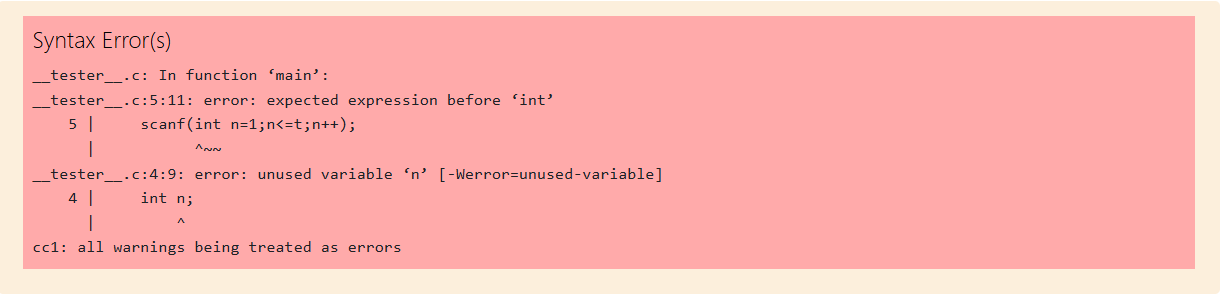 Syntax Error(s)
__tester__.c: In function ‘main’:
__tester__.c:5:11: error: expected expression before ‘int’
    5 |     scanf(int n=1;n<=t;n++);
      |           ^~~
__tester__.c:4:9: error: unused variable ‘n’ [-Werror=unused-variable]
    4 |     int n;
      |         ^
cc1: all warnings being treated as errors